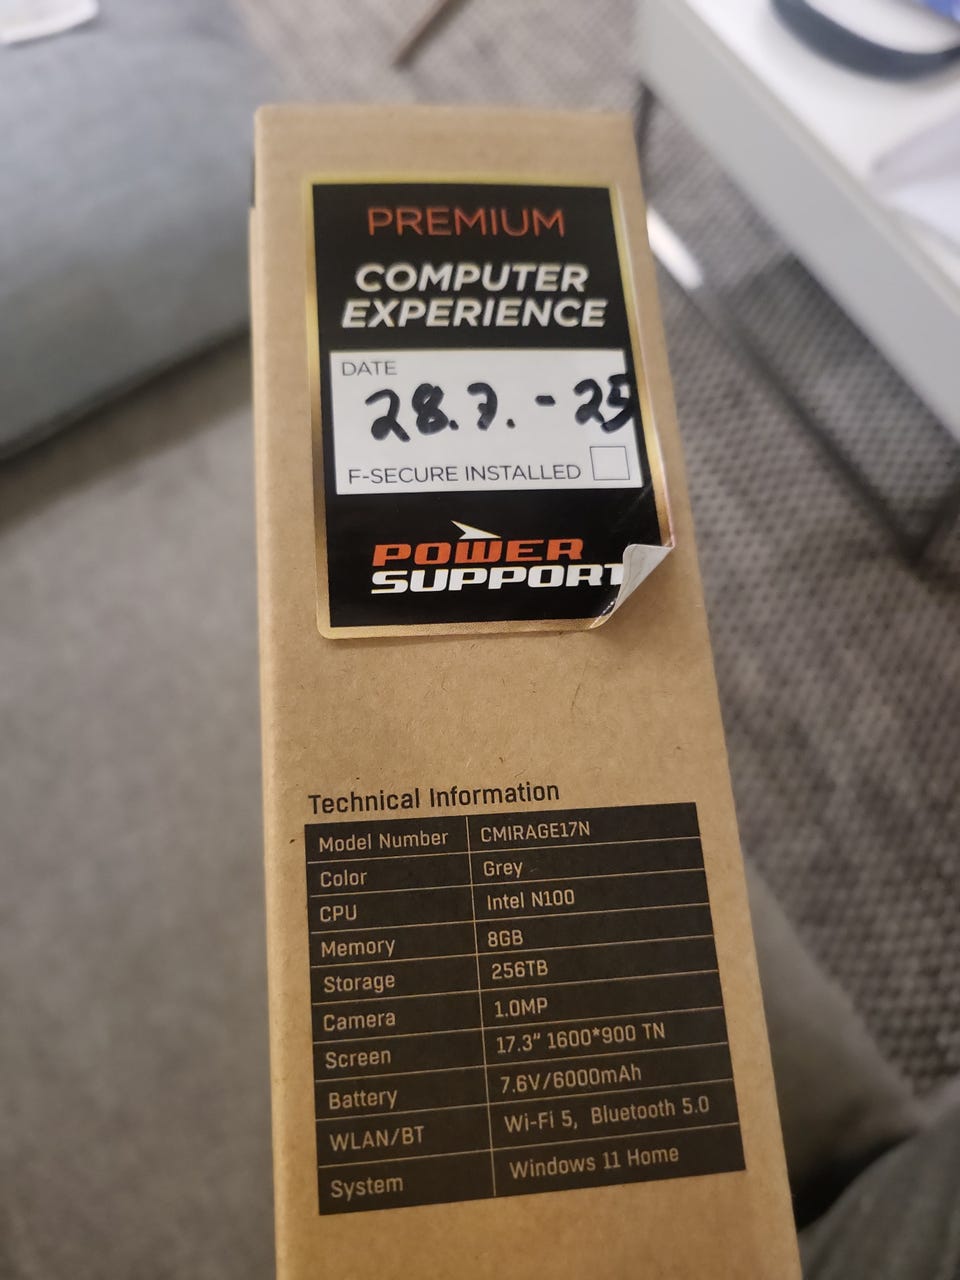 PREMIUM
COMPUTER
EXPERIENCE
DATE
28.7.-25
F-SECURE INSTALLED
POWER
SUPPORT
Technical Information
Model Number CMIRAGE17N
Color Grey
CPU Intel N100
Memory 8GB
Storage 256TB
Camera 1.0MP
Screen 17.3" 1600*900 TN
Battery 7.6V/6000mAh
WLAN/BT Wi-Fi 5, Bluetooth 5.0
System Windows 11 Home